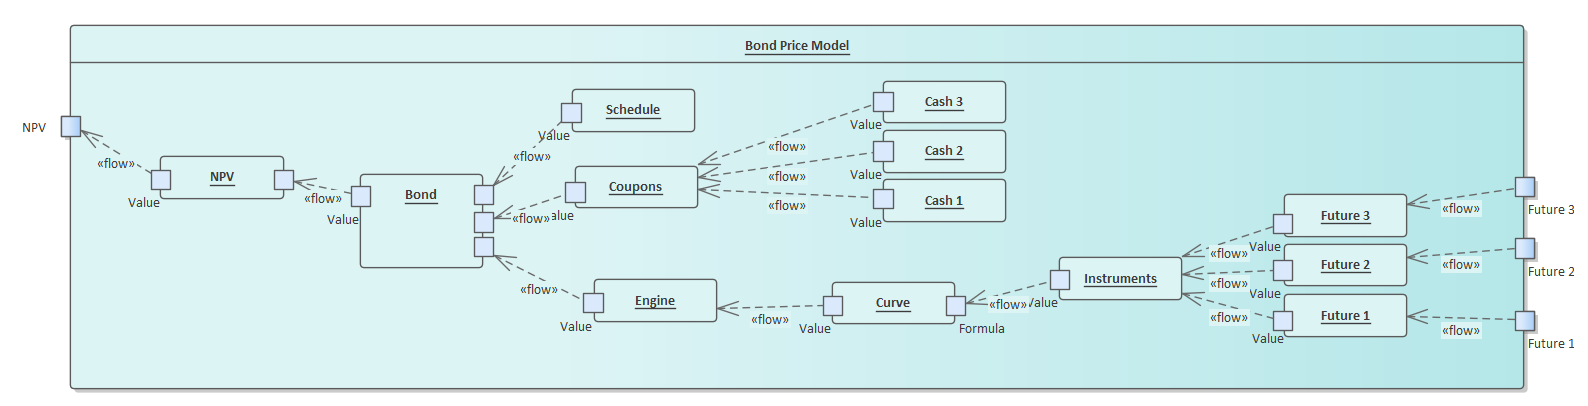 Bond Price Model
NPV
«flow»
Value
NPV
«flow»
Value
Bond
Schedule
Value
«flow»
Coupons
alue
«flow»
Cash 3
Value
«flow»
Cash 2
Value
«flow»
Cash 1
Value
«flow»
Engine
Value
«flow»
Curve
Value
«flow»
Formula
Instruments
Value
«flow»
Future 3
Value
«flow»
Future 2
Value
«flow»
Future 1
Value
«flow»
«flow»
Future 3
«flow»
Future 2
«flow»
Future 1